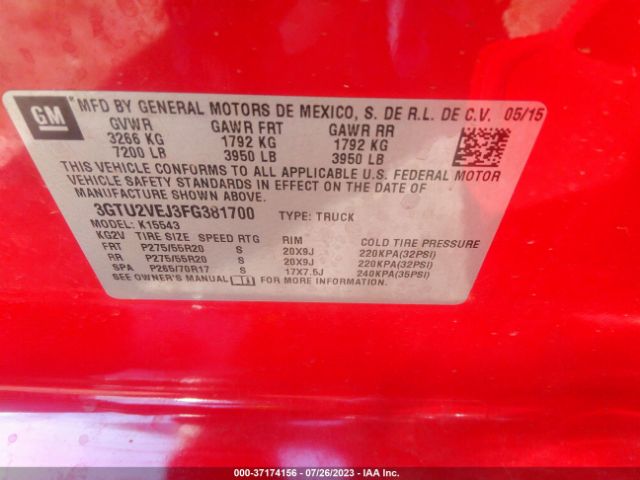 GM
MFD BY GENERAL MOTORS DE MEXICO, S. DE R.L. DE C.V. 05/15
GVWR GAWR FRT GAWR RR
3266 KG 1792 KG 1792 KG
7200 LB 3950 LB 3950 LB
THIS VEHICLE CONFORMS TO ALL APPLICABLE U.S. FEDERAL MOTOR
VEHICLE SAFETY STANDARDS IN EFFECT ON THE DATE OF
MANUFACTURE SHOWN ABOVE.
3GTU2VEJ3FG381700 TYPE: TRUCK
MODEL: K15543
KG2V TIRE SIZE SPEED RTG RIM COLD TIRE PRESSURE
FRT P275/55R20 S 20X9J 220KPA(32PSI)
RR P275/55R20 S 20X9J 220KPA(32PSI)
SPA P265/70R17 S 17X7.5J 240KPA(35PSI)
SEE OWNER'S MANUAL FOR MORE INFORMATION.
000-37174156 / 07/26/2023 - IAA Inc.